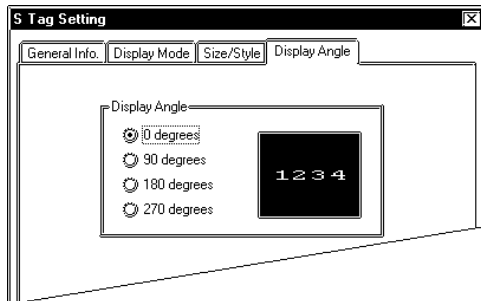 S Tag Setting
General Info. Display Mode Size/Style Display Angle
Display Angle
0 degrees
90 degrees
180 degrees
270 degrees
1234